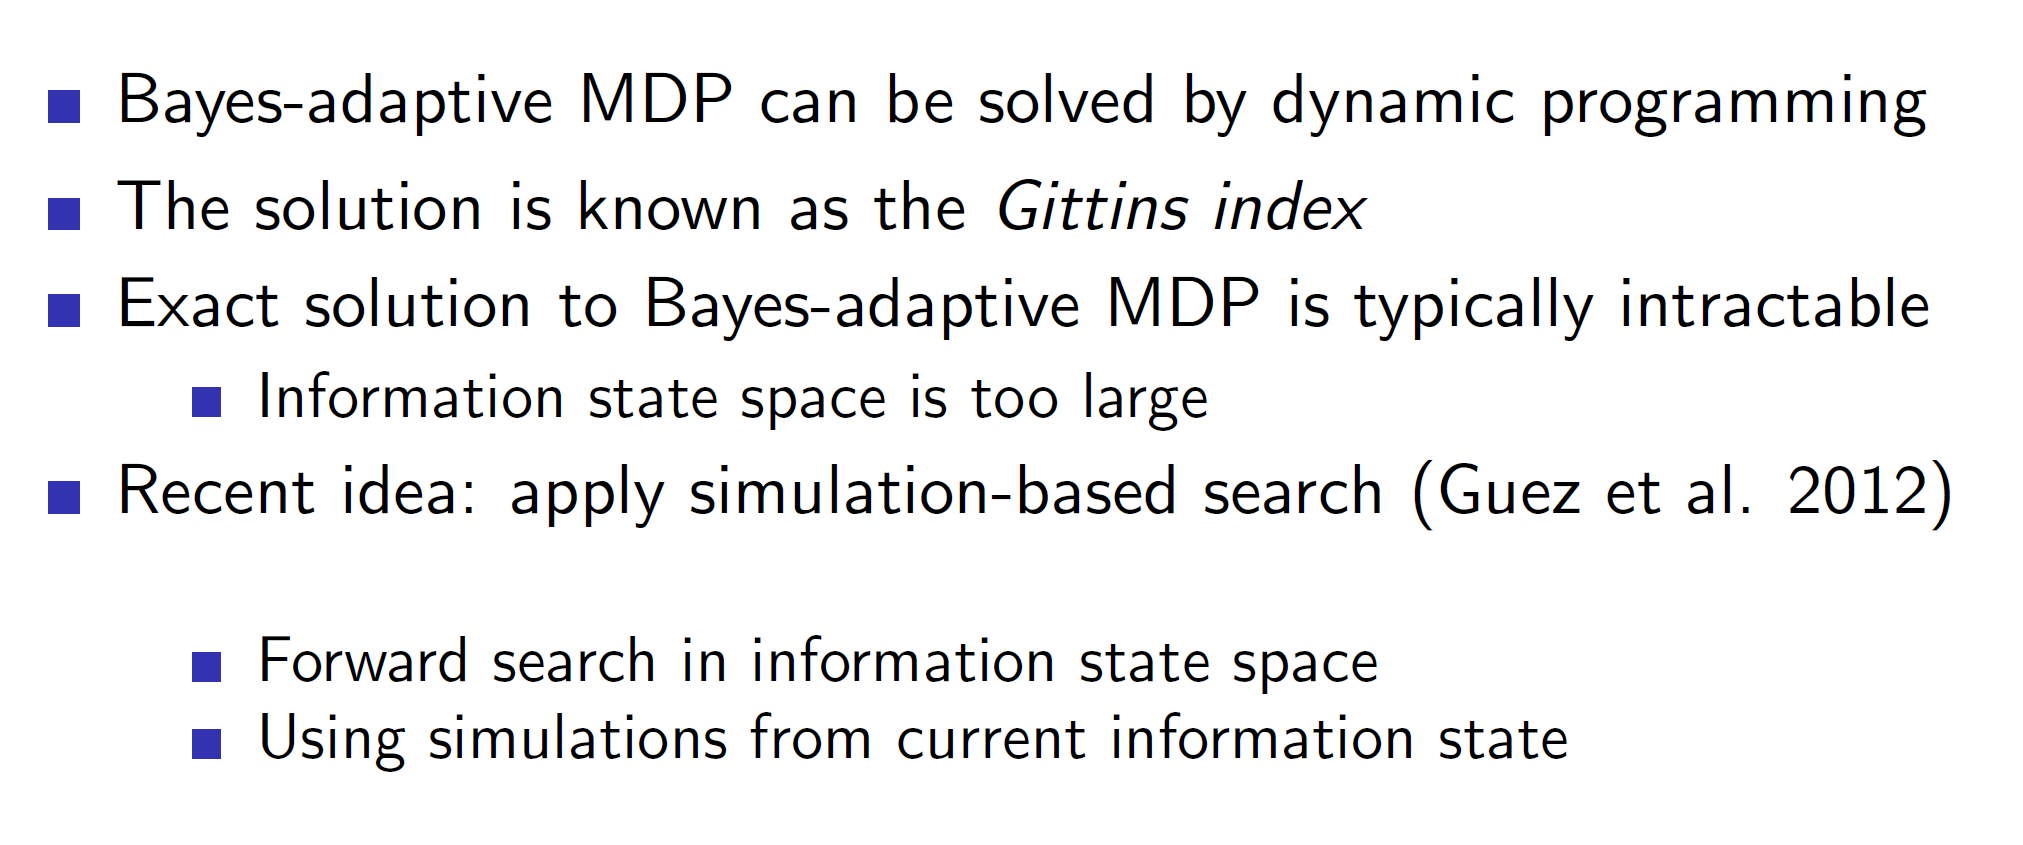 Bayes-adaptive MDP can be solved by dynamic programming
The solution is known as the Gittins index
Exact solution to Bayes-adaptive MDP is typically intractable
Information state space is too large
Recent idea: apply simulation-based search (Guez et al. 2012)
Forward search in information state space
Using simulations from current information state